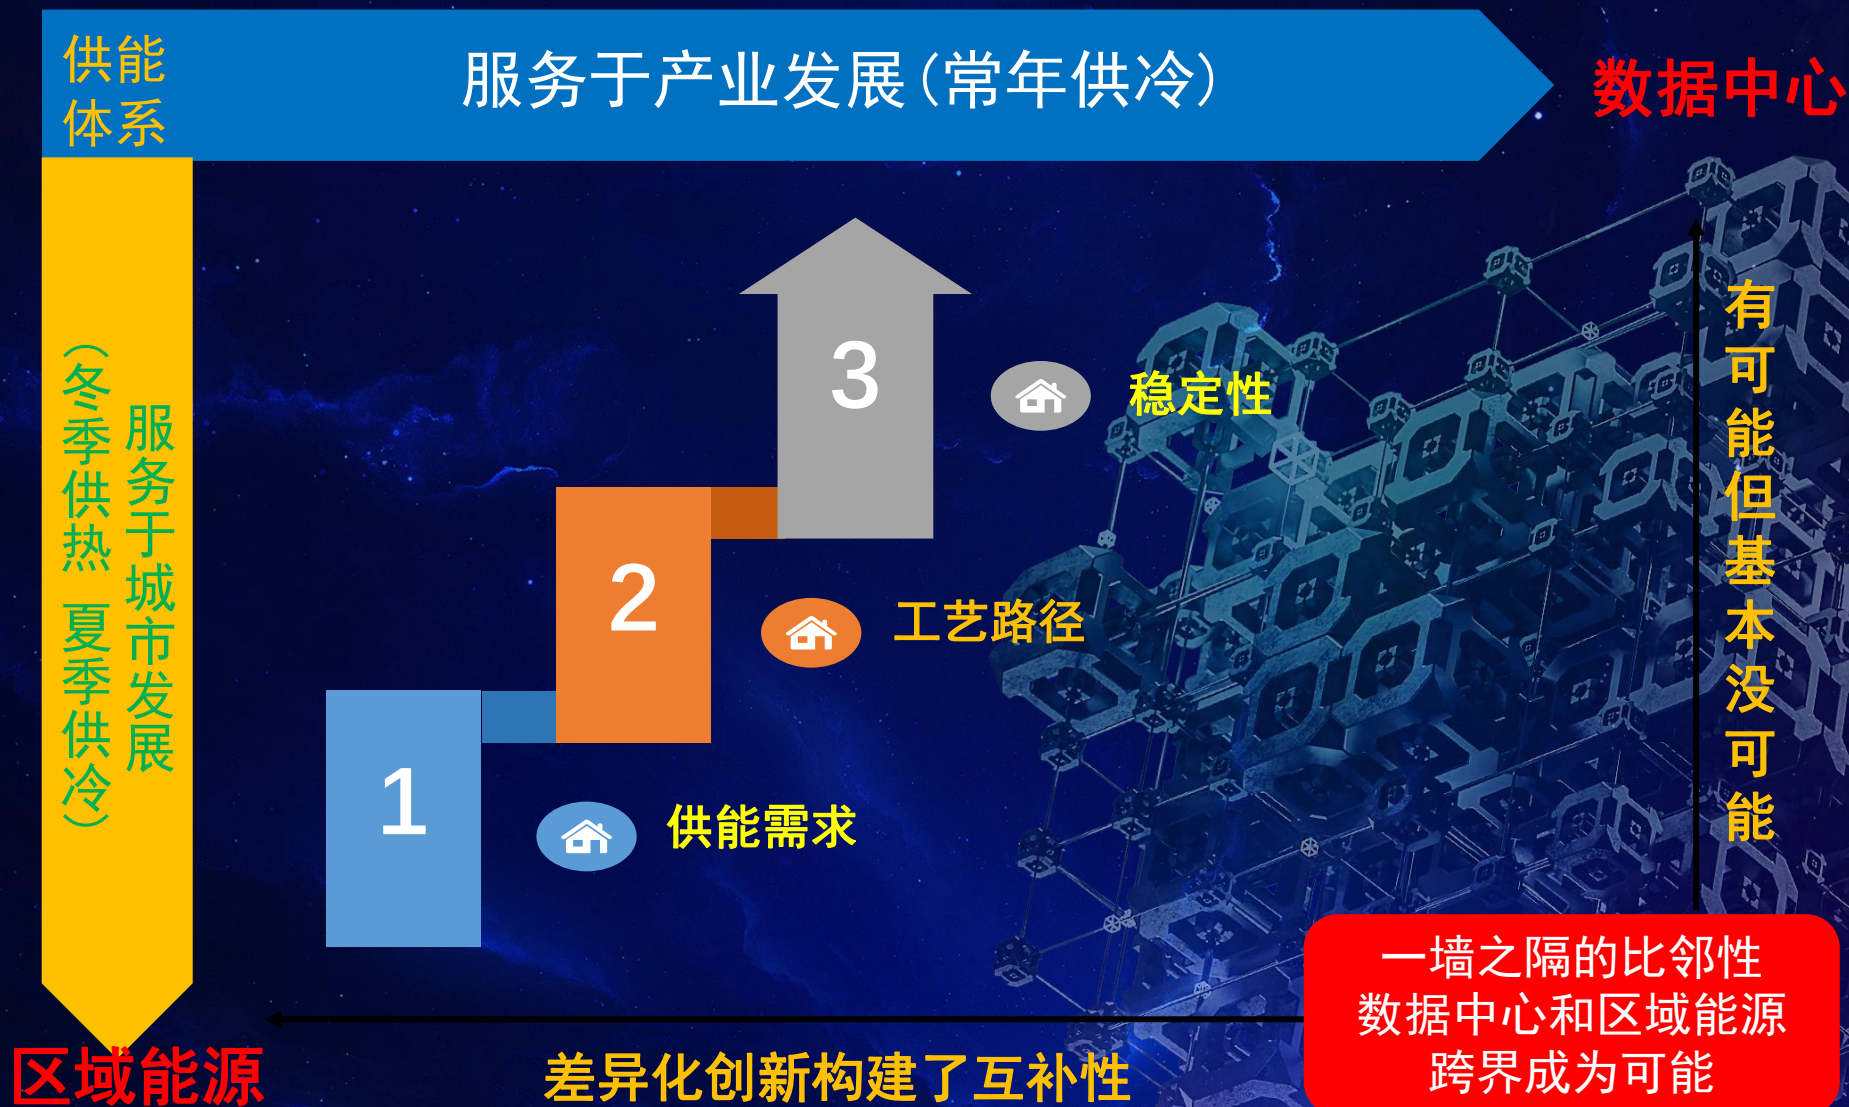 供能
体系
服务于产业发展(常年供冷)
数据中心
服务于城市发展
(冬季供热 夏季供冷)
3
稳定性
2
工艺路径
1
供能需求
有可能但基本没可能
一墙之隔的比邻性
数据中心和区域能源
跨界成为可能
区域能源
差异化创新构建了互补性